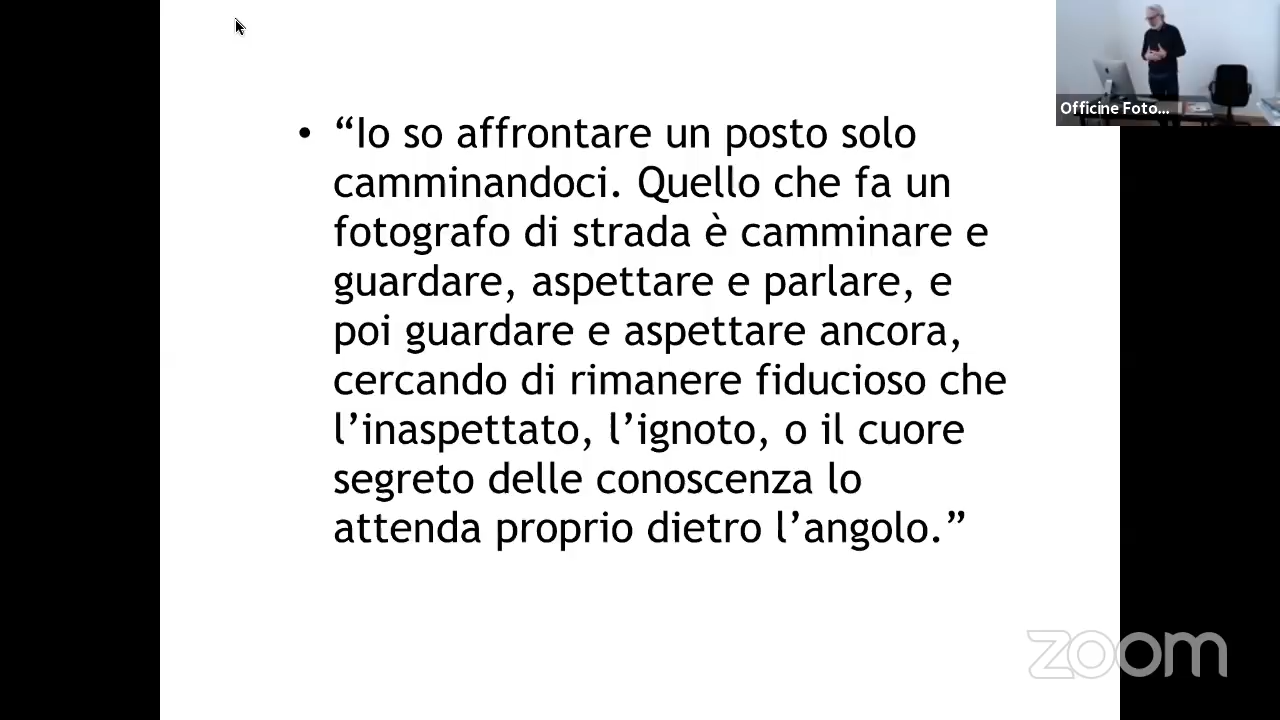 Officine Foto...
• “Io so affrontare un posto solo
camminandoci. Quello che fa un
fotografo di strada è camminare e
guardare, aspettare e parlare, e
poi guardare e aspettare ancora,
cercando di rimanere fiducioso che
l’inaspettato, l’ignoto, o il cuore
segreto delle conoscenza lo
attenda proprio dietro l’angolo.”
zoom